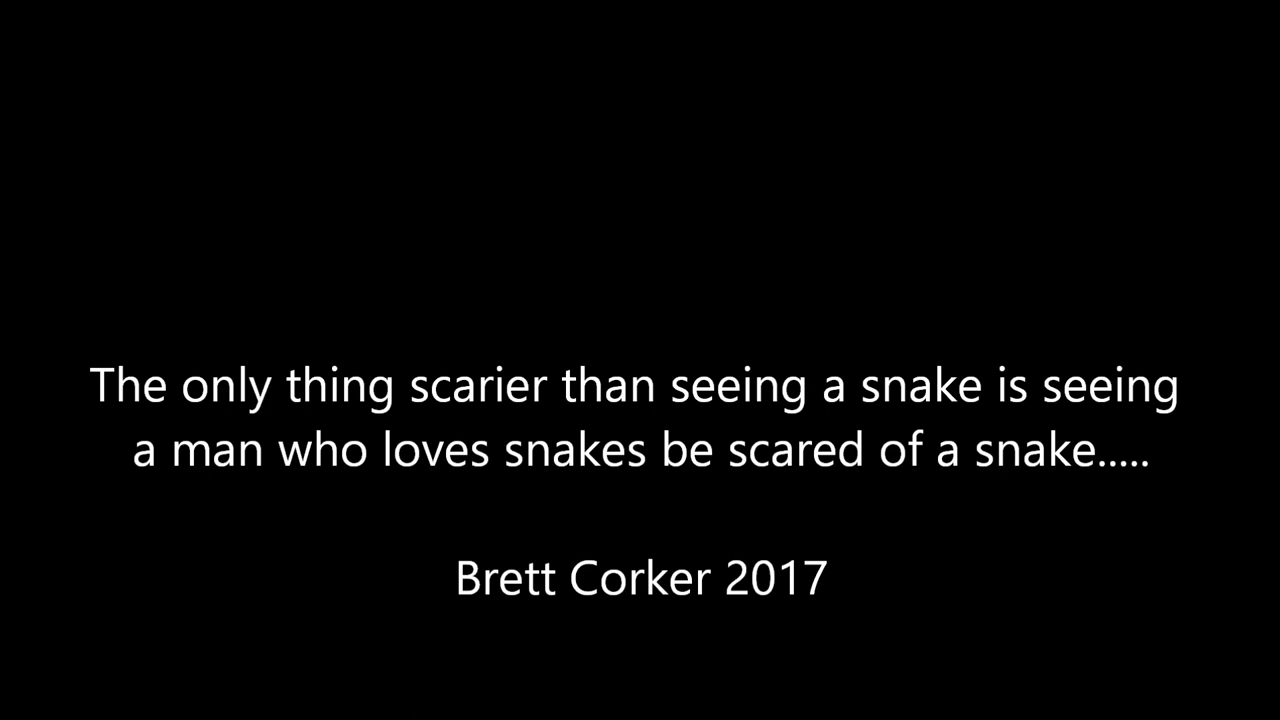 The only thing scarier than seeing a snake is seeing
a man who loves snakes be scared of a snake.....
Brett Corker 2017